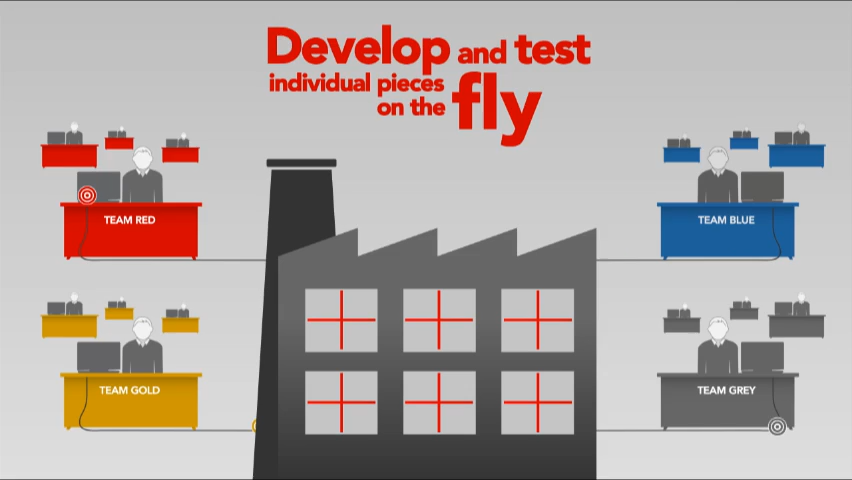 Develop and test
individual pieces
on the fly
TEAM RED
TEAM BLUE
TEAM GOLD
TEAM GREY